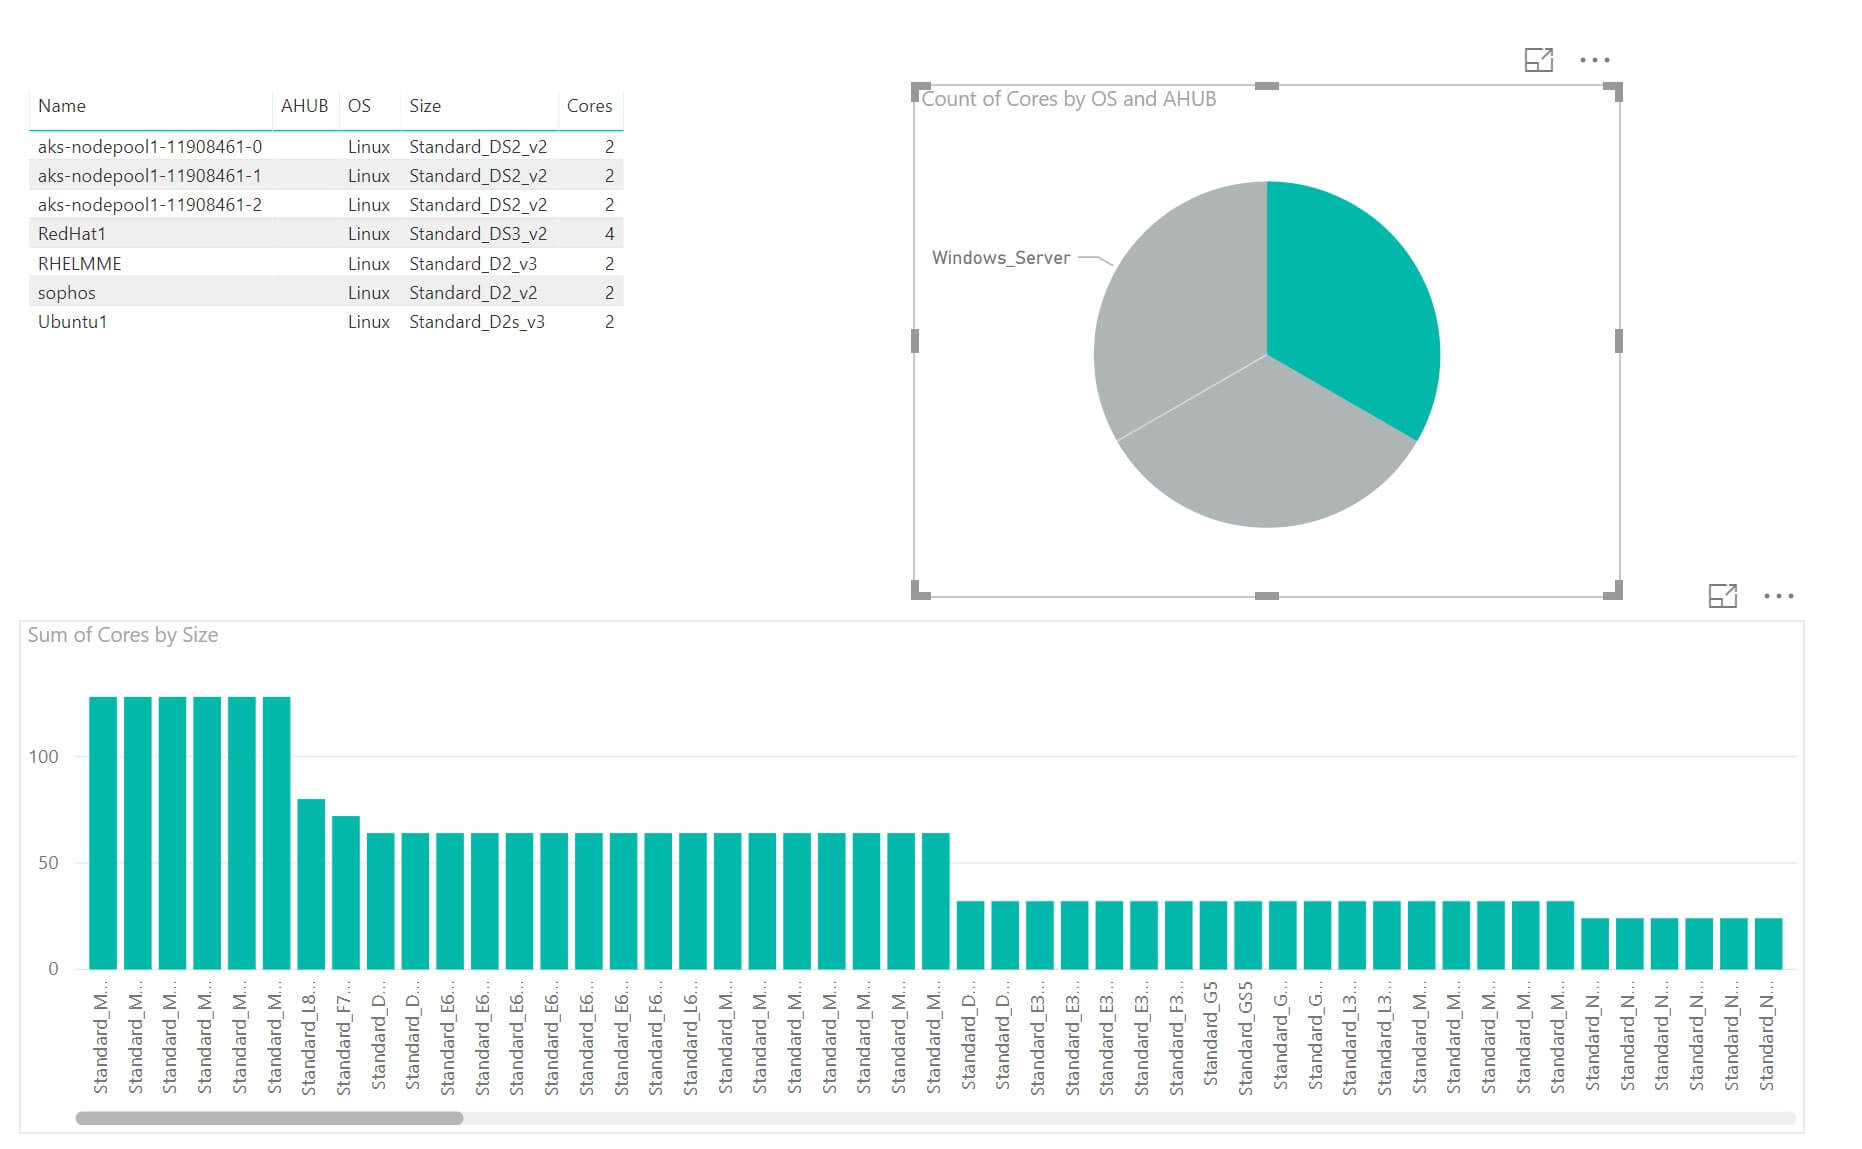 Name AHUB OS Size Cores
aks-nodepool1-11908461-0 Linux Standard_DS2_v2 2
aks-nodepool1-11908461-1 Linux Standard_DS2_v2 2
aks-nodepool1-11908461-2 Linux Standard_DS2_v2 2
RedHat1 Linux Standard_DS3_v2 4
RHELMME Linux Standard_D2_v3 2
sophos Linux Standard_D2_v2 2
Ubuntu1 Linux Standard_D2s_v3 2
Count of Cores by OS and AHUB
Windows_Server
Sum of Cores by Size
100
50
0
Standard_M...
Standard_M...
Standard_M...
Standard_M...
Standard_M...
Standard_M...
Standard_L8...
Standard_F7...
Standard_D...
Standard_D...
Standard_E6...
Standard_E6...
Standard_E6...
Standard_E6...
Standard_E6...
Standard_E6...
Standard_F6...
Standard_L6...
Standard_M...
Standard_M...
Standard_M...
Standard_M...
Standard_M...
Standard_M...
Standard_M...
Standard_D...
Standard_D...
Standard_E3...
Standard_E3...
Standard_E3...
Standard_E3...
Standard_F3...
Standard_G5
Standard_GS5
Standard_G...
Standard_G...
Standard_L3...
Standard_L3...
Standard_M...
Standard_M...
Standard_M...
Standard_M...
Standard_M...
Standard_N...
Standard_N...
Standard_N...
Standard_N...
Standard_N...
Standard_N...